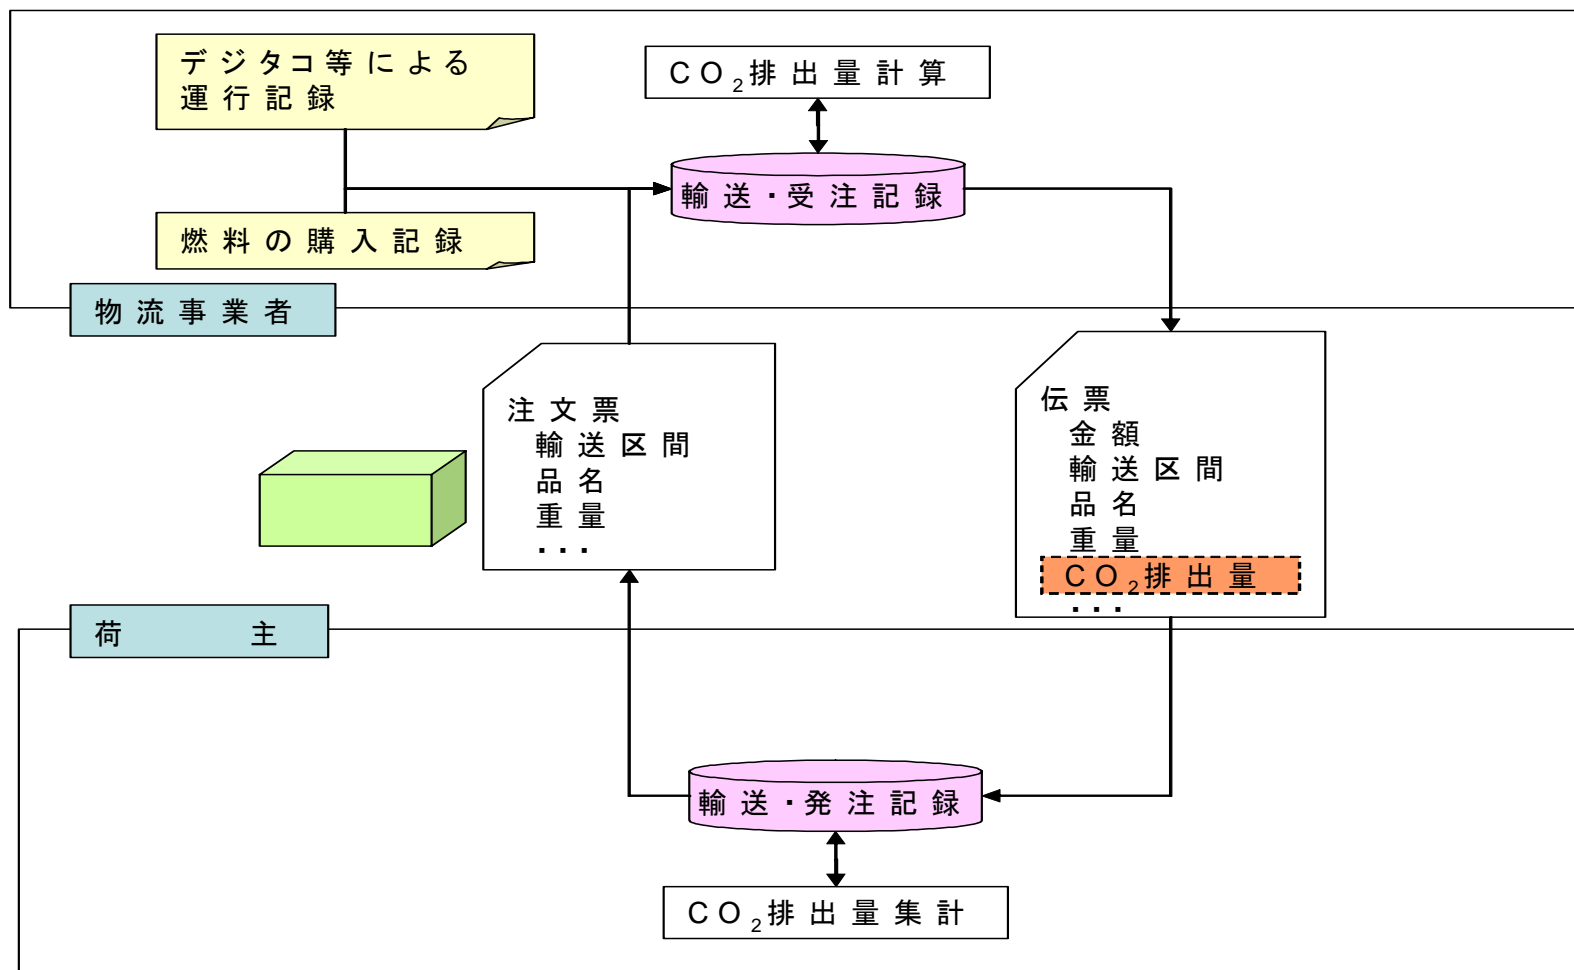 デジタコ等による
運行記録
CO₂排出量計算
輸送・受注記録
燃料の購入記録
物流事業者
注文票
輸送区間
品名
重量
・・・
伝票
金額
輸送区間
品名
重量
CO₂排出量
・・・
荷　　主
輸送・発注記録
CO₂排出量集計